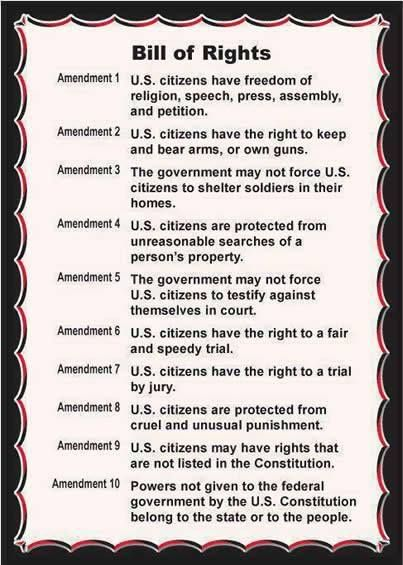 Bill of Rights
Amendment 1 U.S. citizens have freedom of
religion, speech, press, assembly,
and petition.
Amendment 2 U.S. citizens have the right to keep
and bear arms, or own guns.
Amendment 3 The government may not force U.S.
citizens to shelter soldiers in their
homes.
Amendment 4 U.S. citizens are protected from
unreasonable searches of a
person's property.
Amendment 5 The government may not force
U.S. citizens to testify against
themselves in court.
Amendment 6 U.S. citizens have the right to a fair
and speedy trial.
Amendment 7 U.S. citizens have the right to a trial
by jury.
Amendment 8 U.S. citizens are protected from
cruel and unusual punishment.
Amendment 9 U.S. citizens may have rights that
are not listed in the Constitution.
Amendment 10 Powers not given to the federal
government by the U.S. Constitution
belong to the state or to the people.